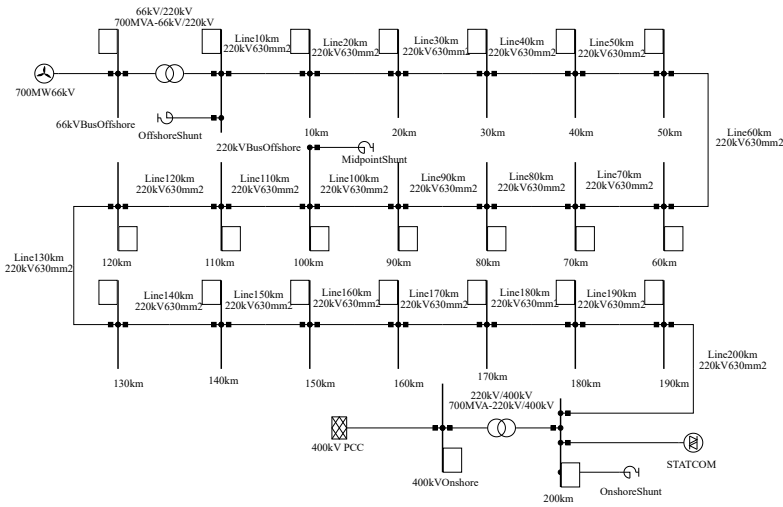 66kV/220kV
700MVA-66kV/220kV
Line10km
220kV630mm2
Line20km
220kV630mm2
Line30km
220kV630mm2
Line40km
220kV630mm2
Line50km
220kV630mm2
700MW66kV
66kVBusOffshore
OffshoreShunt
220kVBusOffshore
10km
20km
30km
40km
50km
Line60km
220kV630mm2
MidpointShunt
Line120km
220kV630mm2
Line110km
220kV630mm2
Line100km
220kV630mm2
Line90km
220kV630mm2
Line80km
220kV630mm2
Line70km
220kV630mm2
120km
110km
100km
90km
80km
70km
60km
Line130km
220kV630mm2
Line140km
220kV630mm2
Line150km
220kV630mm2
Line160km
220kV630mm2
Line170km
220kV630mm2
Line180km
220kV630mm2
Line190km
220kV630mm2
130km
140km
150km
160km
170km
180km
190km
Line200km
220kV630mm2
220kV/400kV
700MVA-220kV/400kV
400kV PCC
400kVOnshore
STATCOM
200km
OnshoreShunt